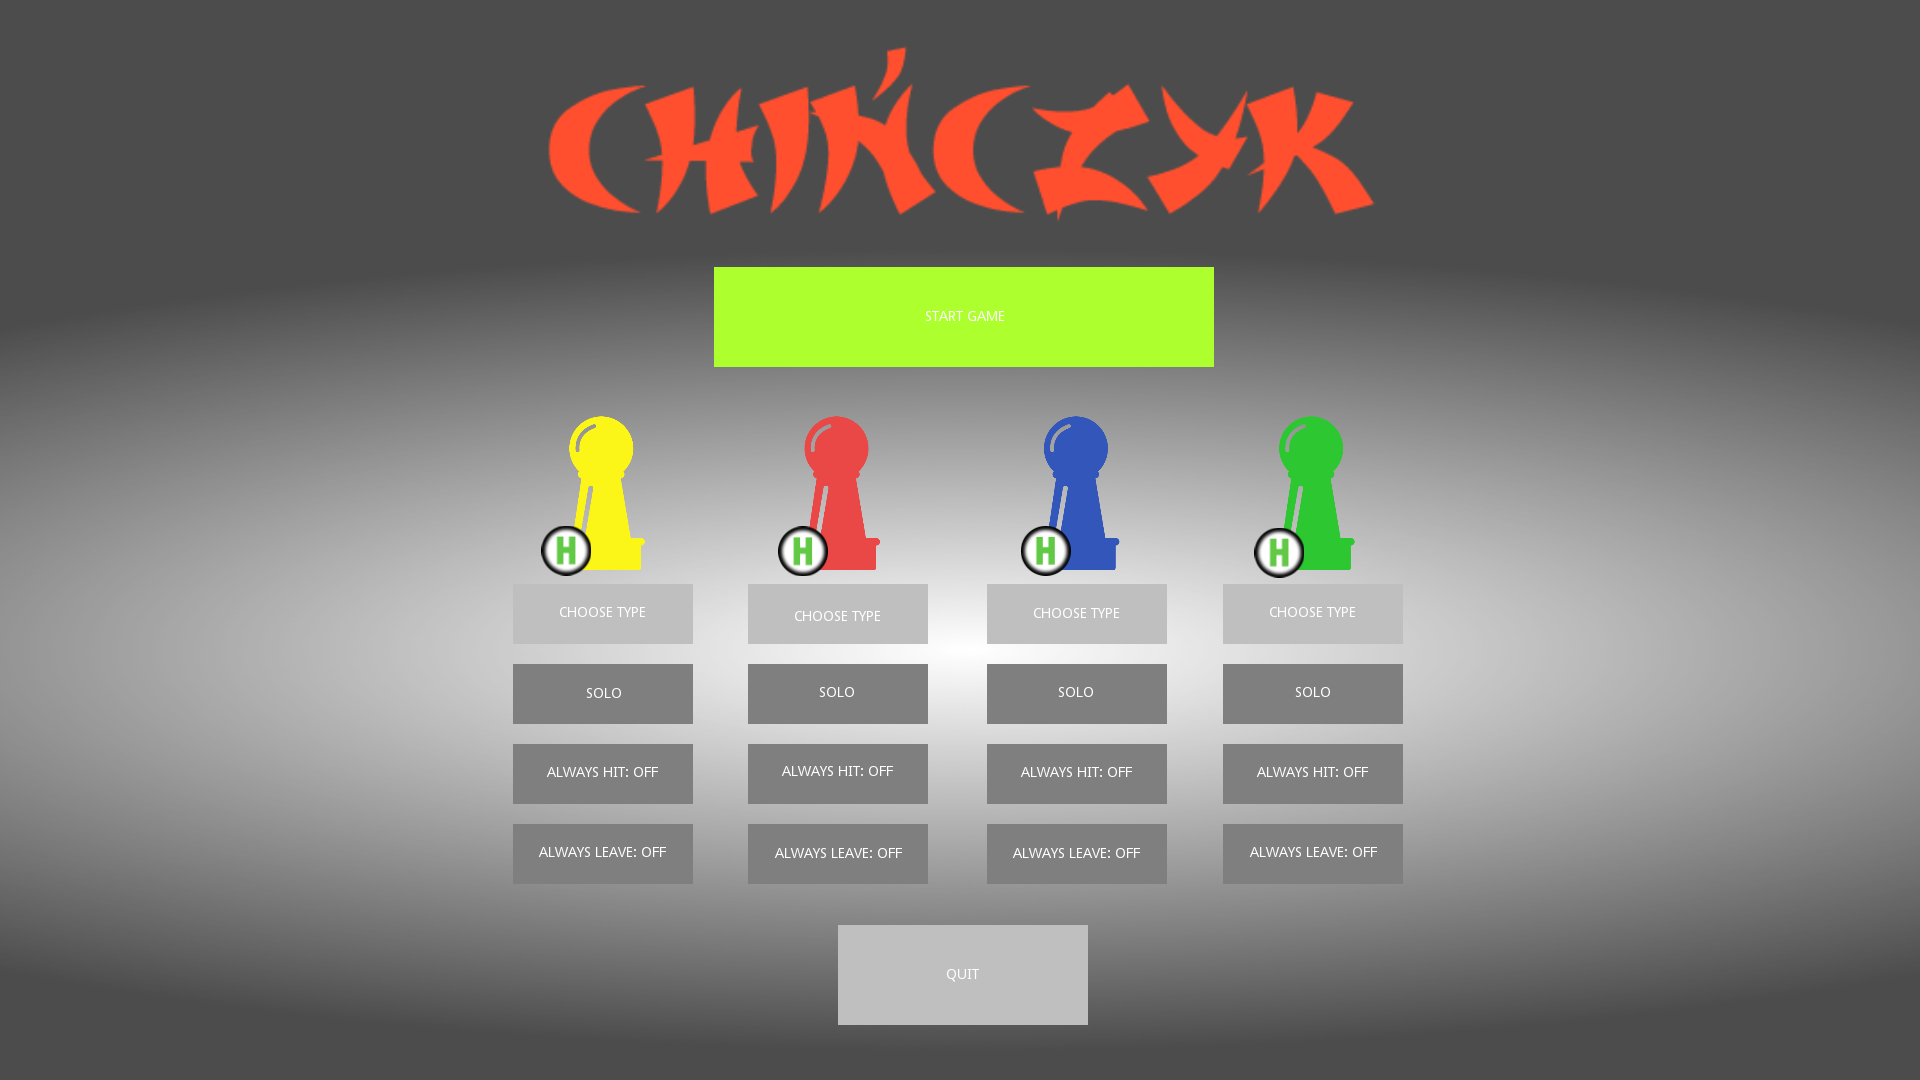 CHIŃCZYK
START GAME
H H H H
CHOOSE TYPE CHOOSE TYPE CHOOSE TYPE CHOOSE TYPE
SOLO SOLO SOLO SOLO
ALWAYS HIT: OFF ALWAYS HIT: OFF ALWAYS HIT: OFF ALWAYS HIT: OFF
ALWAYS LEAVE: OFF ALWAYS LEAVE: OFF ALWAYS LEAVE: OFF ALWAYS LEAVE: OFF
QUIT